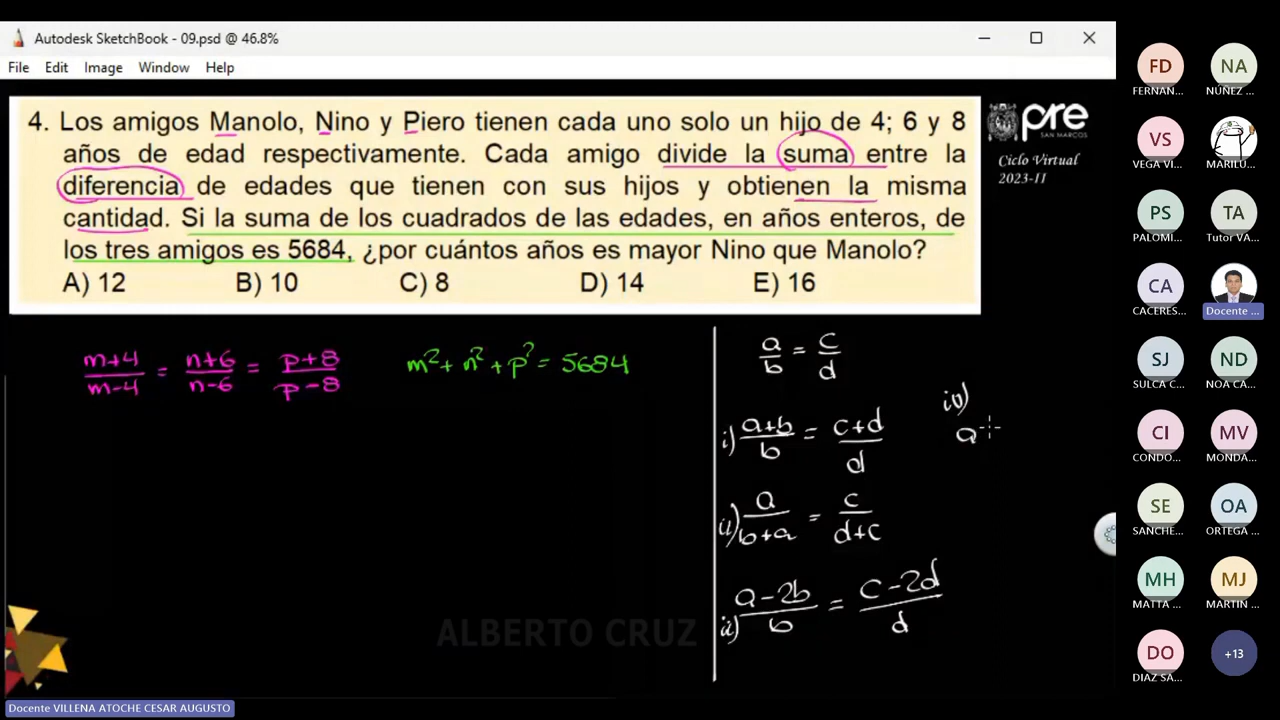 Autodesk SketchBook - 09.psd @ 46.8%
File Edit Image Window Help
4. Los amigos Manolo, Nino y Piero tienen cada uno solo un hijo de 4; 6 y 8
años de edad respectivamente. Cada amigo divide la suma entre la
diferencia de edades que tienen con sus hijos y obtienen la misma
cantidad. Si la suma de los cuadrados de las edades, en años enteros, de
los tres amigos es 5684, ¿por cuántos años es mayor Nino que Manolo?
A) 12 B) 10 C) 8 D) 14 E) 16
pre
SAN MARCOS
Ciclo Virtual
2023-II
m+4/m-4 = n+6/n-6 = p+8/p-8
m²+n²+p²=5684
a/b = c/d
i) a+b/b = c+d/d
ii) a/b+a = c/d+c
iii) a-2b/b = c-2d/d
iv)
a
ALBERTO CRUZ
Docente VILLENA ATOCHE CESAR AUGUSTO
FD NA
FERNAN... NÚÑEZ ...
VS
VEGA VI... MARILÚ...
PS TA
PALOMI... Tutor VA...
CA
CACERES... Docente ...
SJ ND
SULCA C... NOA CA...
CI MV
CONDO... MONDA...
SE OA
SANCHE... ORTEGA ...
MH MJ
MATTA ... MARTIN ...
DO +13
DIAZ SA...